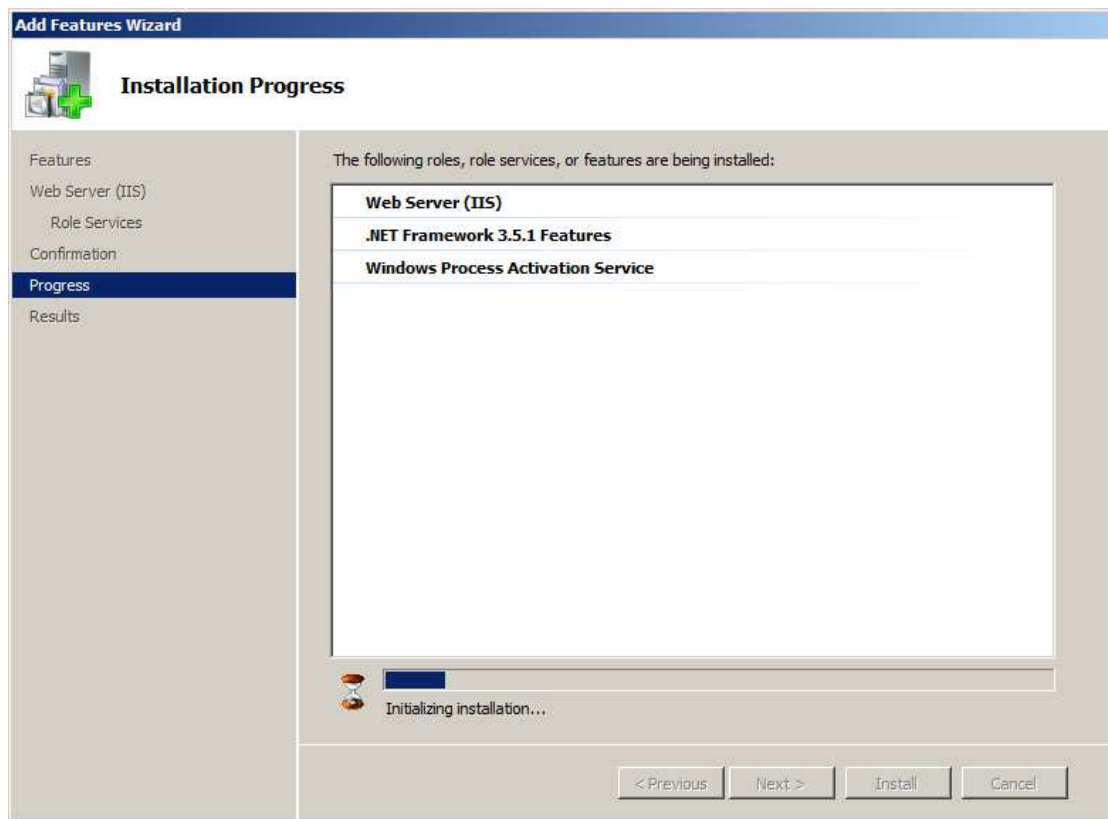 Add Features Wizard
Installation Progress
Features
Web Server (IIS)
Role Services
Confirmation
Progress
Results
The following roles, role services, or features are being installed:
Web Server (IIS)
.NET Framework 3.5.1 Features
Windows Process Activation Service
Initializing installation...
< Previous
Next >
Install
Cancel